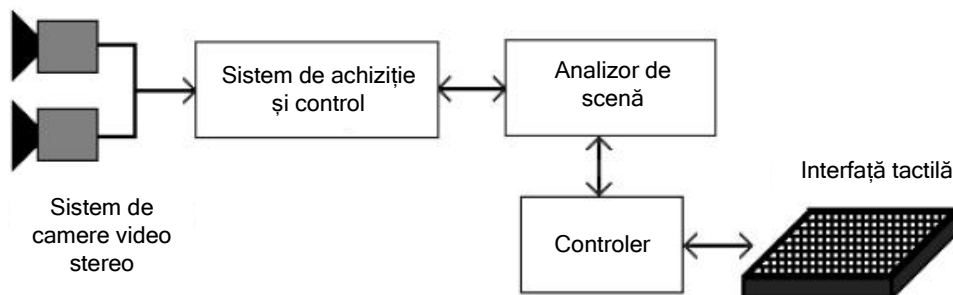 Sistem de achiziție
și control
Analizor de
scenă
Interfață tactilă
Sistem de
camere video
stereo
Controler